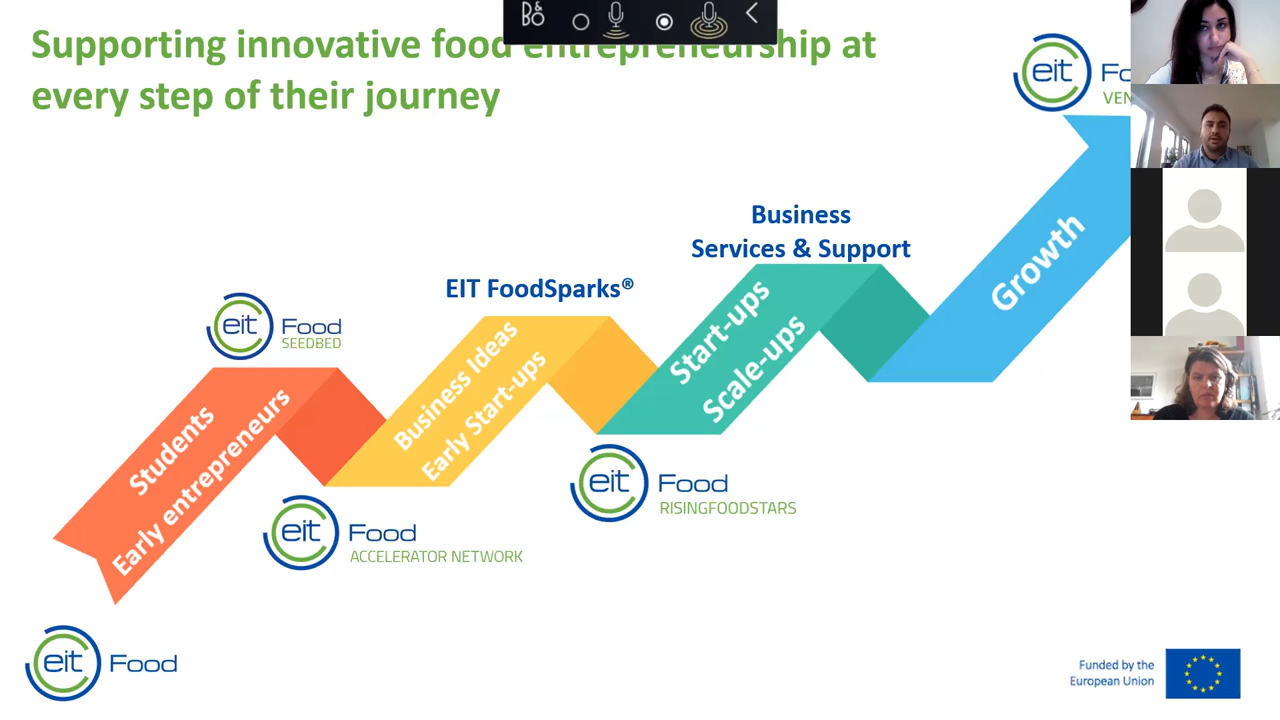 B&O
Supporting innovative food entrepreneurship at
every step of their journey
eit
VEN
Business
Services & Support
EIT FoodSparks®
Growth
eit Food
SEEDBED
Start-ups
Scale-ups
Business Ideas
Early Start-ups
Students
Early entrepreneurs
eit Food
RISINGFOODSTARS
eit Food
ACCELERATOR NETWORK
eit Food
Funded by the
European Union